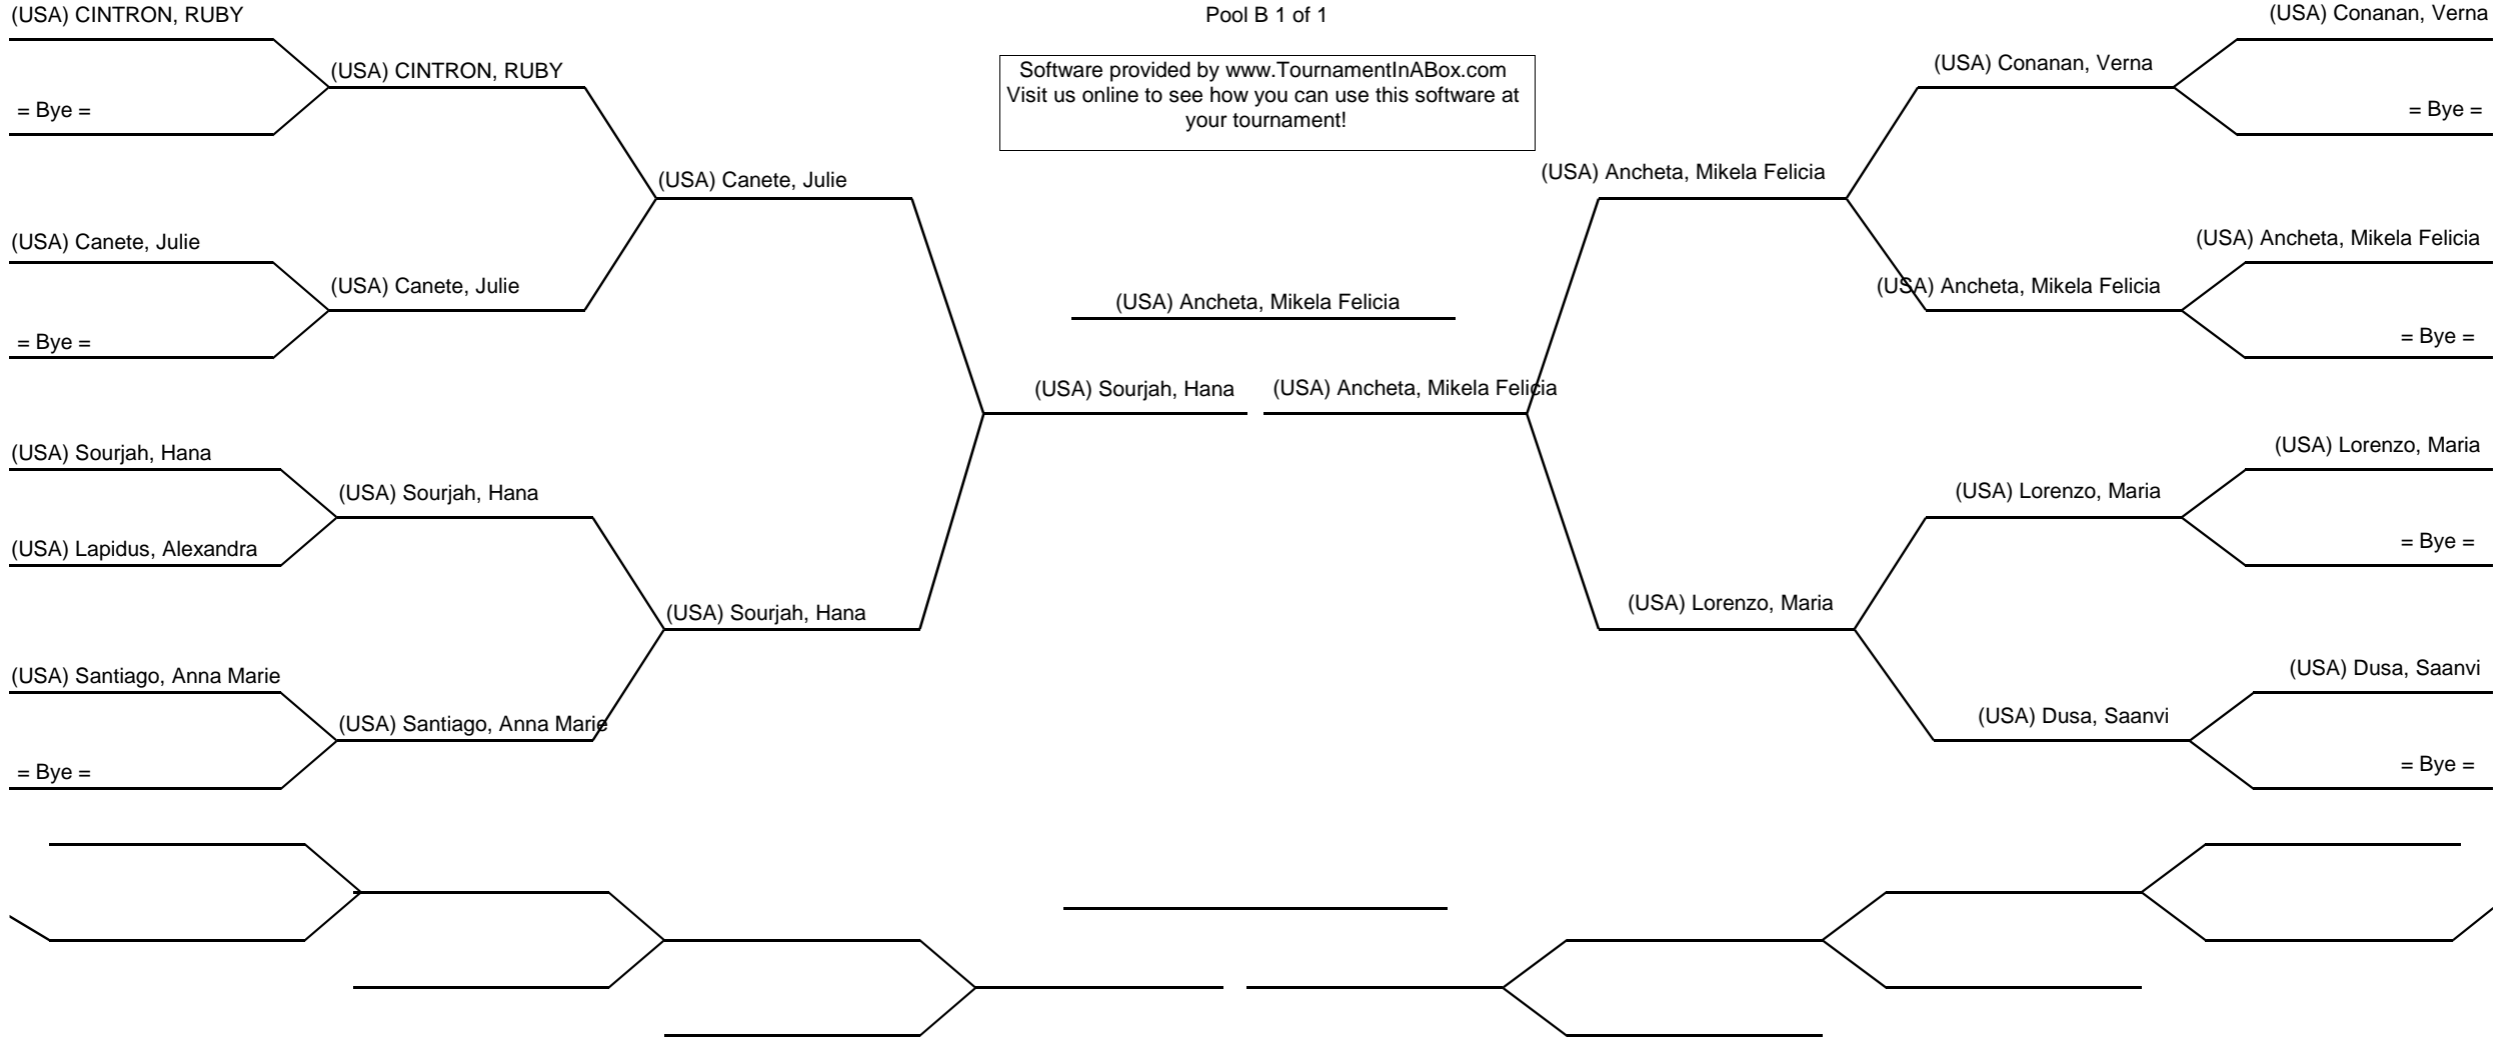 (USA) CINTRON, RUBY
Pool B 1 of 1
(USA) Conanan, Verna
(USA) CINTRON, RUBY
Software provided by www.TournamentInABox.com
Visit us online to see how you can use this software at
your tournament!
(USA) Conanan, Verna
= Bye =
= Bye =
(USA) Canete, Julie
(USA) Ancheta, Mikela Felicia
(USA) Canete, Julie
(USA) Ancheta, Mikela Felicia
(USA) Canete, Julie
(USA) Ancheta, Mikela Felicia
(USA) Ancheta, Mikela Felicia
= Bye =
= Bye =
(USA) Sourjah, Hana
(USA) Ancheta, Mikela Felicia
(USA) Sourjah, Hana
(USA) Lorenzo, Maria
(USA) Sourjah, Hana
(USA) Lorenzo, Maria
(USA) Lapidus, Alexandra
= Bye =
(USA) Sourjah, Hana
(USA) Lorenzo, Maria
(USA) Santiago, Anna Marie
(USA) Dusa, Saanvi
(USA) Santiago, Anna Marie
(USA) Dusa, Saanvi
= Bye =
= Bye =